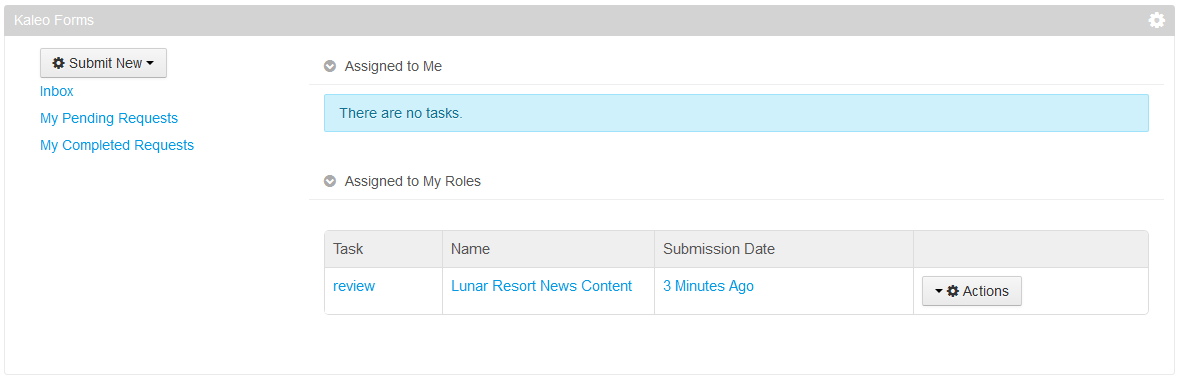 Kaleo Forms
Submit New
Inbox
My Pending Requests
My Completed Requests
Assigned to Me
There are no tasks.
Assigned to My Roles
Task Name Submission Date
review Lunar Resort News Content 3 Minutes Ago Actions